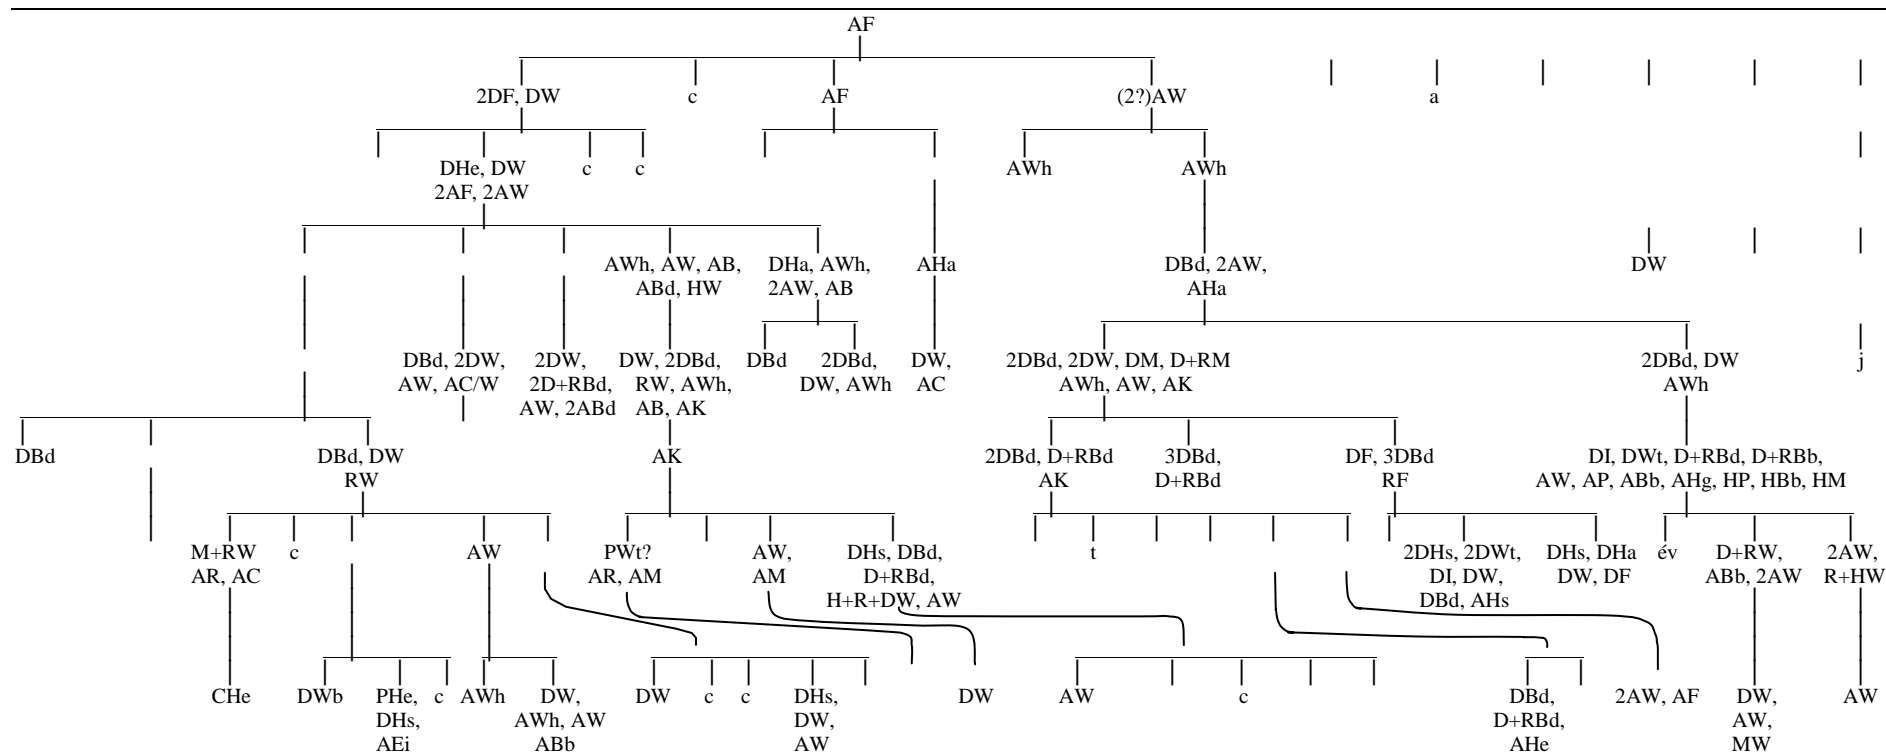 AF
2DF, DW c AF (2?)AW a
DHe, DW c c AWh AWh
2AF, 2AW
AWh, AW, AB, DHa, AWh, AHa DBd, 2AW, DW
ABd, HW 2AW, AB AHa
DBd, 2DW, 2DW, DW, 2DBd, DBd 2DBd, DW, 2DBd, 2DW, DM, D+RM 2DBd, DW j
AW, AC/W 2D+RBd, RW, AWh, DW, AWh AC AWh, AW, AK AWh
AW, 2ABd AB, AK
DBd DBd, DW AK 2DBd, D+RBd 3DBd, DF, 3DBd DI, DWt, D+RBd, D+RBb,
RW AK D+RBd RF AW, AP, ABb, AHg, HP, HBb, HM
M+RW c AW PWt? AW, DHs, DBd, t 2DHs, 2DWt, DHs, DHa év D+RW, 2AW,
AR, AC AR, AM AM D+RBd, DI, DW, DW, DF ABb, 2AW R+HW
H+R+DW, AW DBd, AHs
CHe DWb PHe, c AWh DW, DW c c DHs, DW AW c DBd, 2AW, AF DW, AW
DHs, AWh, AW DW, D+RBd, AW,
AEi ABb AW AHe MW